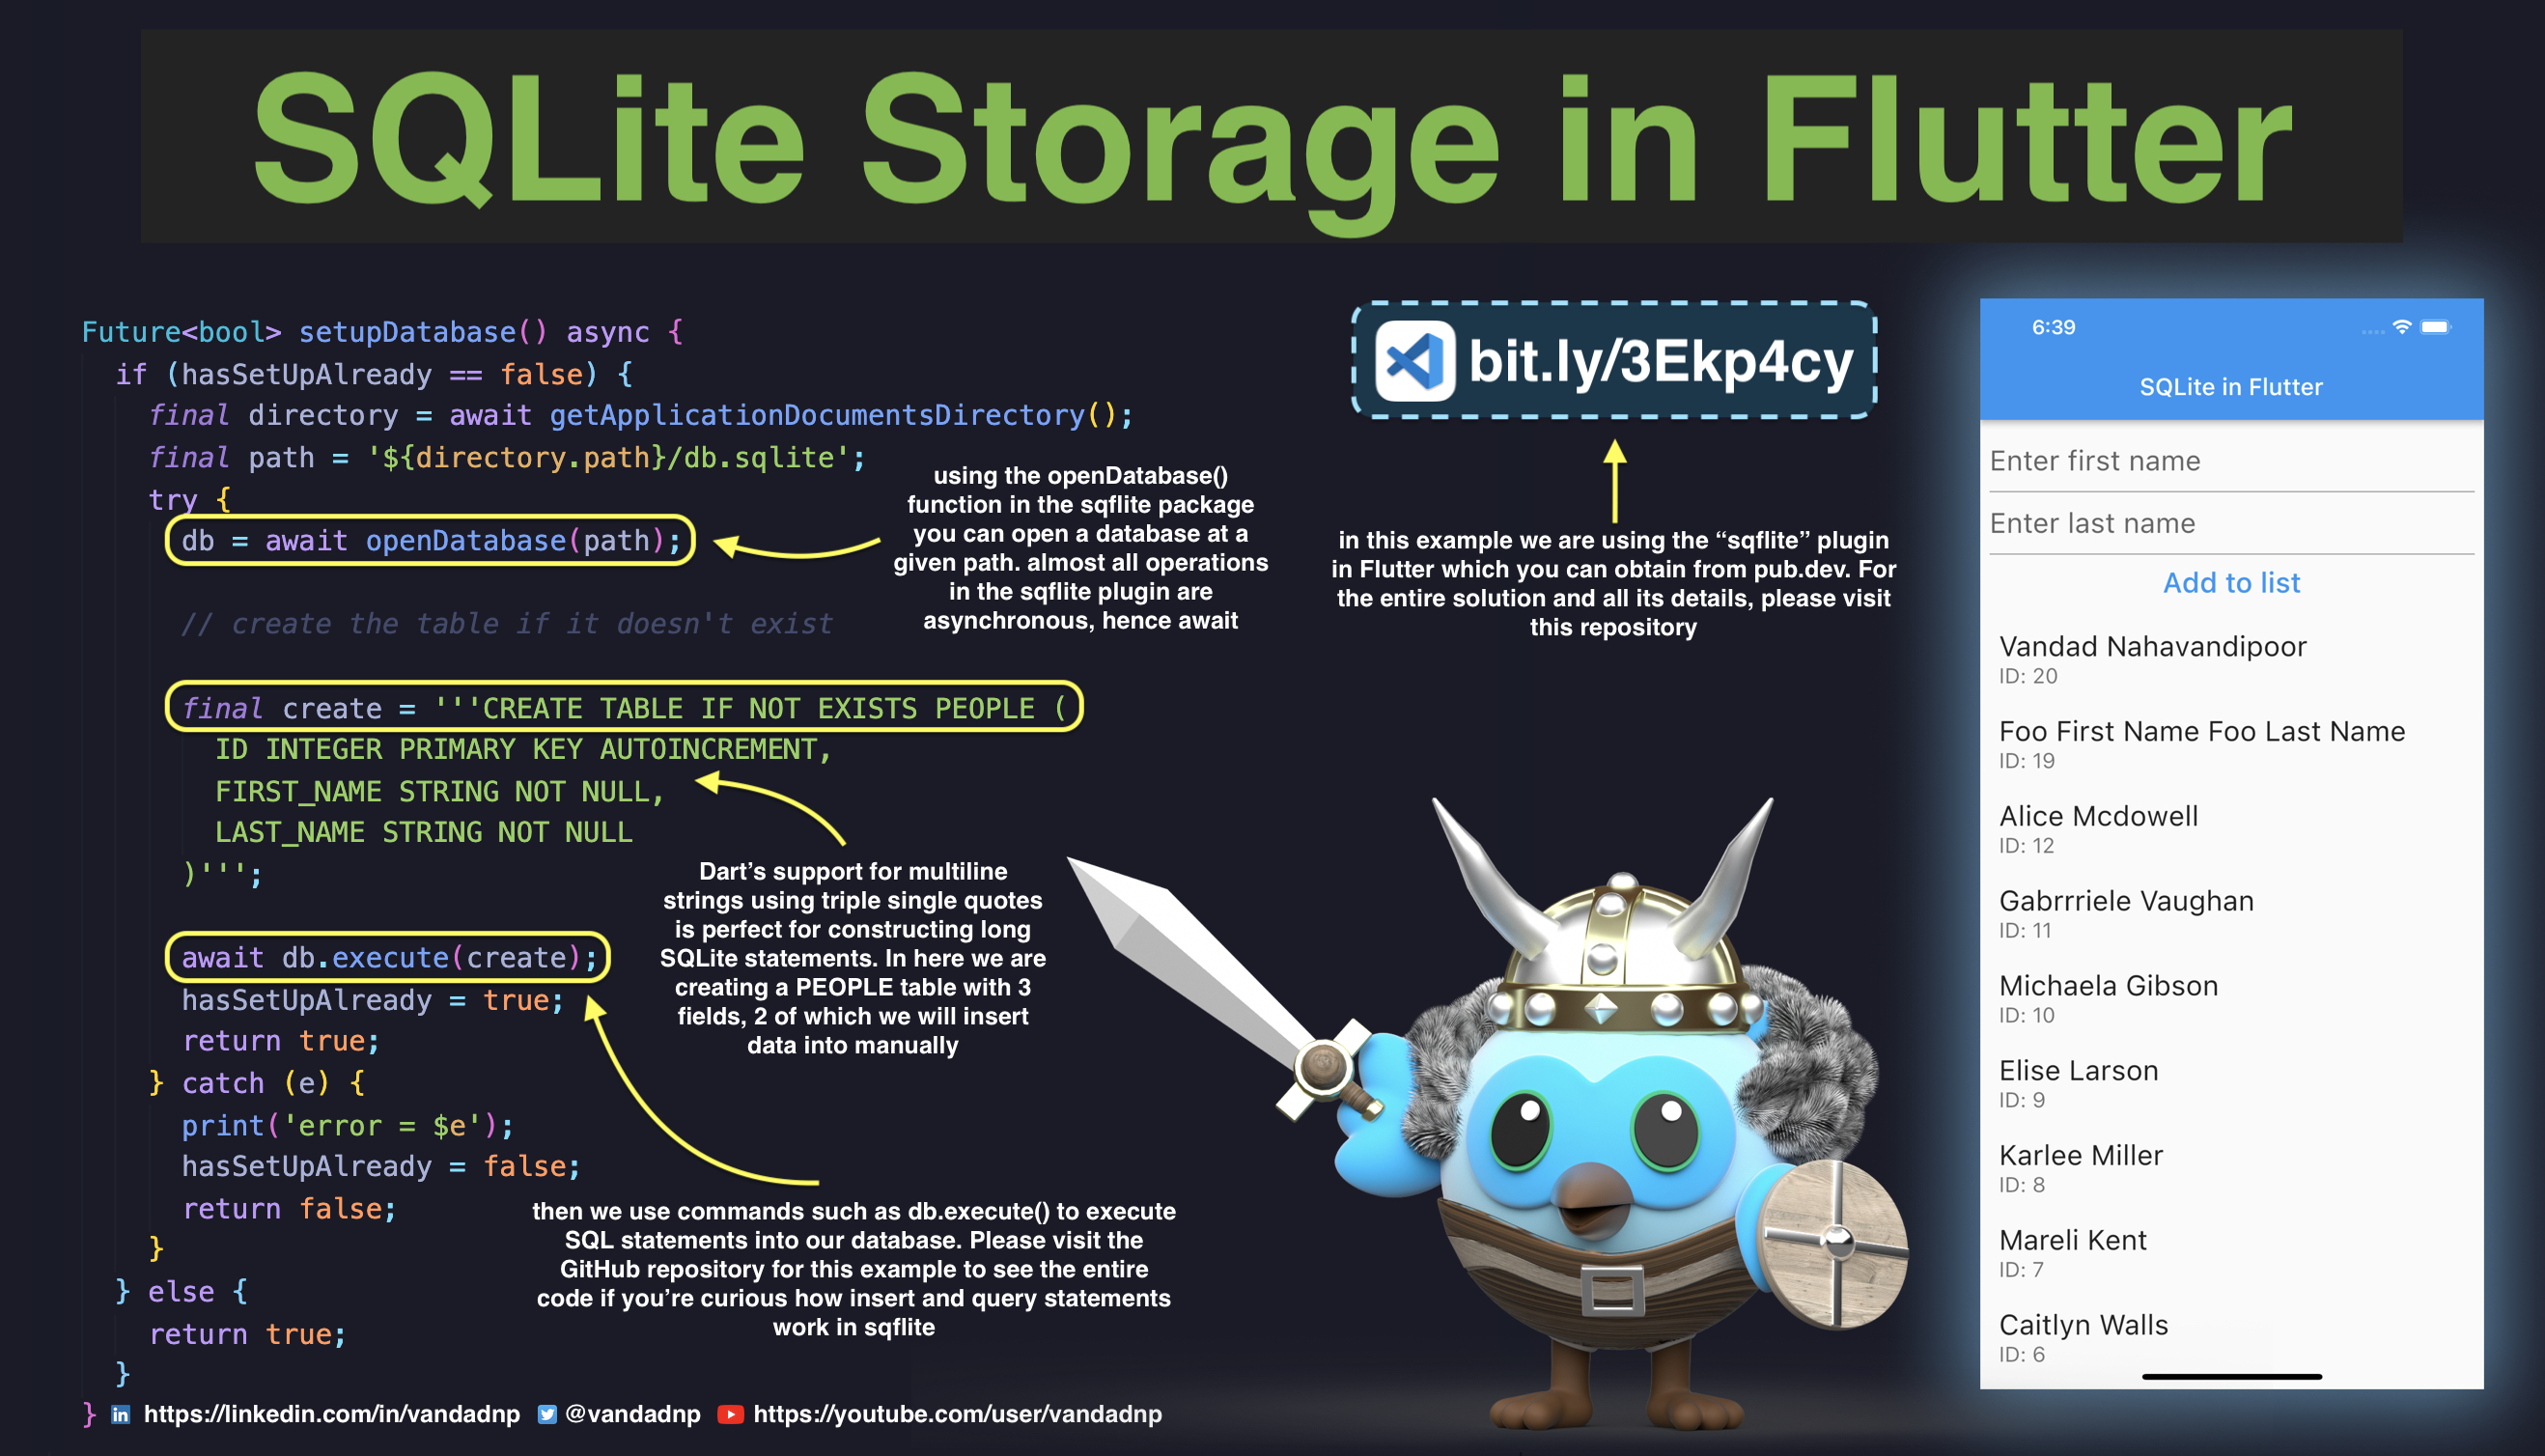 SQLite Storage in Flutter
Future<bool> setupDatabase() async {
if (hasSetUpAlready == false) {
final directory = await getApplicationDocumentsDirectory();
final path = '${directory.path}/db.sqlite';
try {
db = await openDatabase(path);
// create the table if it doesn't exist
final create = '''CREATE TABLE IF NOT EXISTS PEOPLE (
ID INTEGER PRIMARY KEY AUTOINCREMENT,
FIRST_NAME STRING NOT NULL,
LAST_NAME STRING NOT NULL
)''';
await db.execute(create);
hasSetUpAlready = true;
return true;
} catch (e) {
print('error = $e');
hasSetUpAlready = false;
return false;
}
} else {
return true;
}
}
using the openDatabase()
function in the sqflite package
you can open a database at a
given path. almost all operations
in the sqflite plugin are
asynchronous, hence await
Dart’s support for multiline
strings using triple single quotes
is perfect for constructing long
SQLite statements. In here we are
creating a PEOPLE table with 3
fields, 2 of which we will insert
data into manually
then we use commands such as db.execute() to execute
SQL statements into our database. Please visit the
GitHub repository for this example to see the entire
code if you’re curious how insert and query statements
work in sqflite
bit.ly/3Ekp4cy
in this example we are using the “sqflite” plugin
in Flutter which you can obtain from pub.dev. For
the entire solution and all its details, please visit
this repository
6:39
SQLite in Flutter
Enter first name
Enter last name
Add to list
Vandad Nahavandipoor
ID: 20
Foo First Name Foo Last Name
ID: 19
Alice Mcdowell
ID: 12
Gabrrriele Vaughan
ID: 11
Michaela Gibson
ID: 10
Elise Larson
ID: 9
Karlee Miller
ID: 8
Mareli Kent
ID: 7
Caitlyn Walls
ID: 6
in https://linkedin.com/in/vandadnp @vandadnp https://youtube.com/user/vandadnp